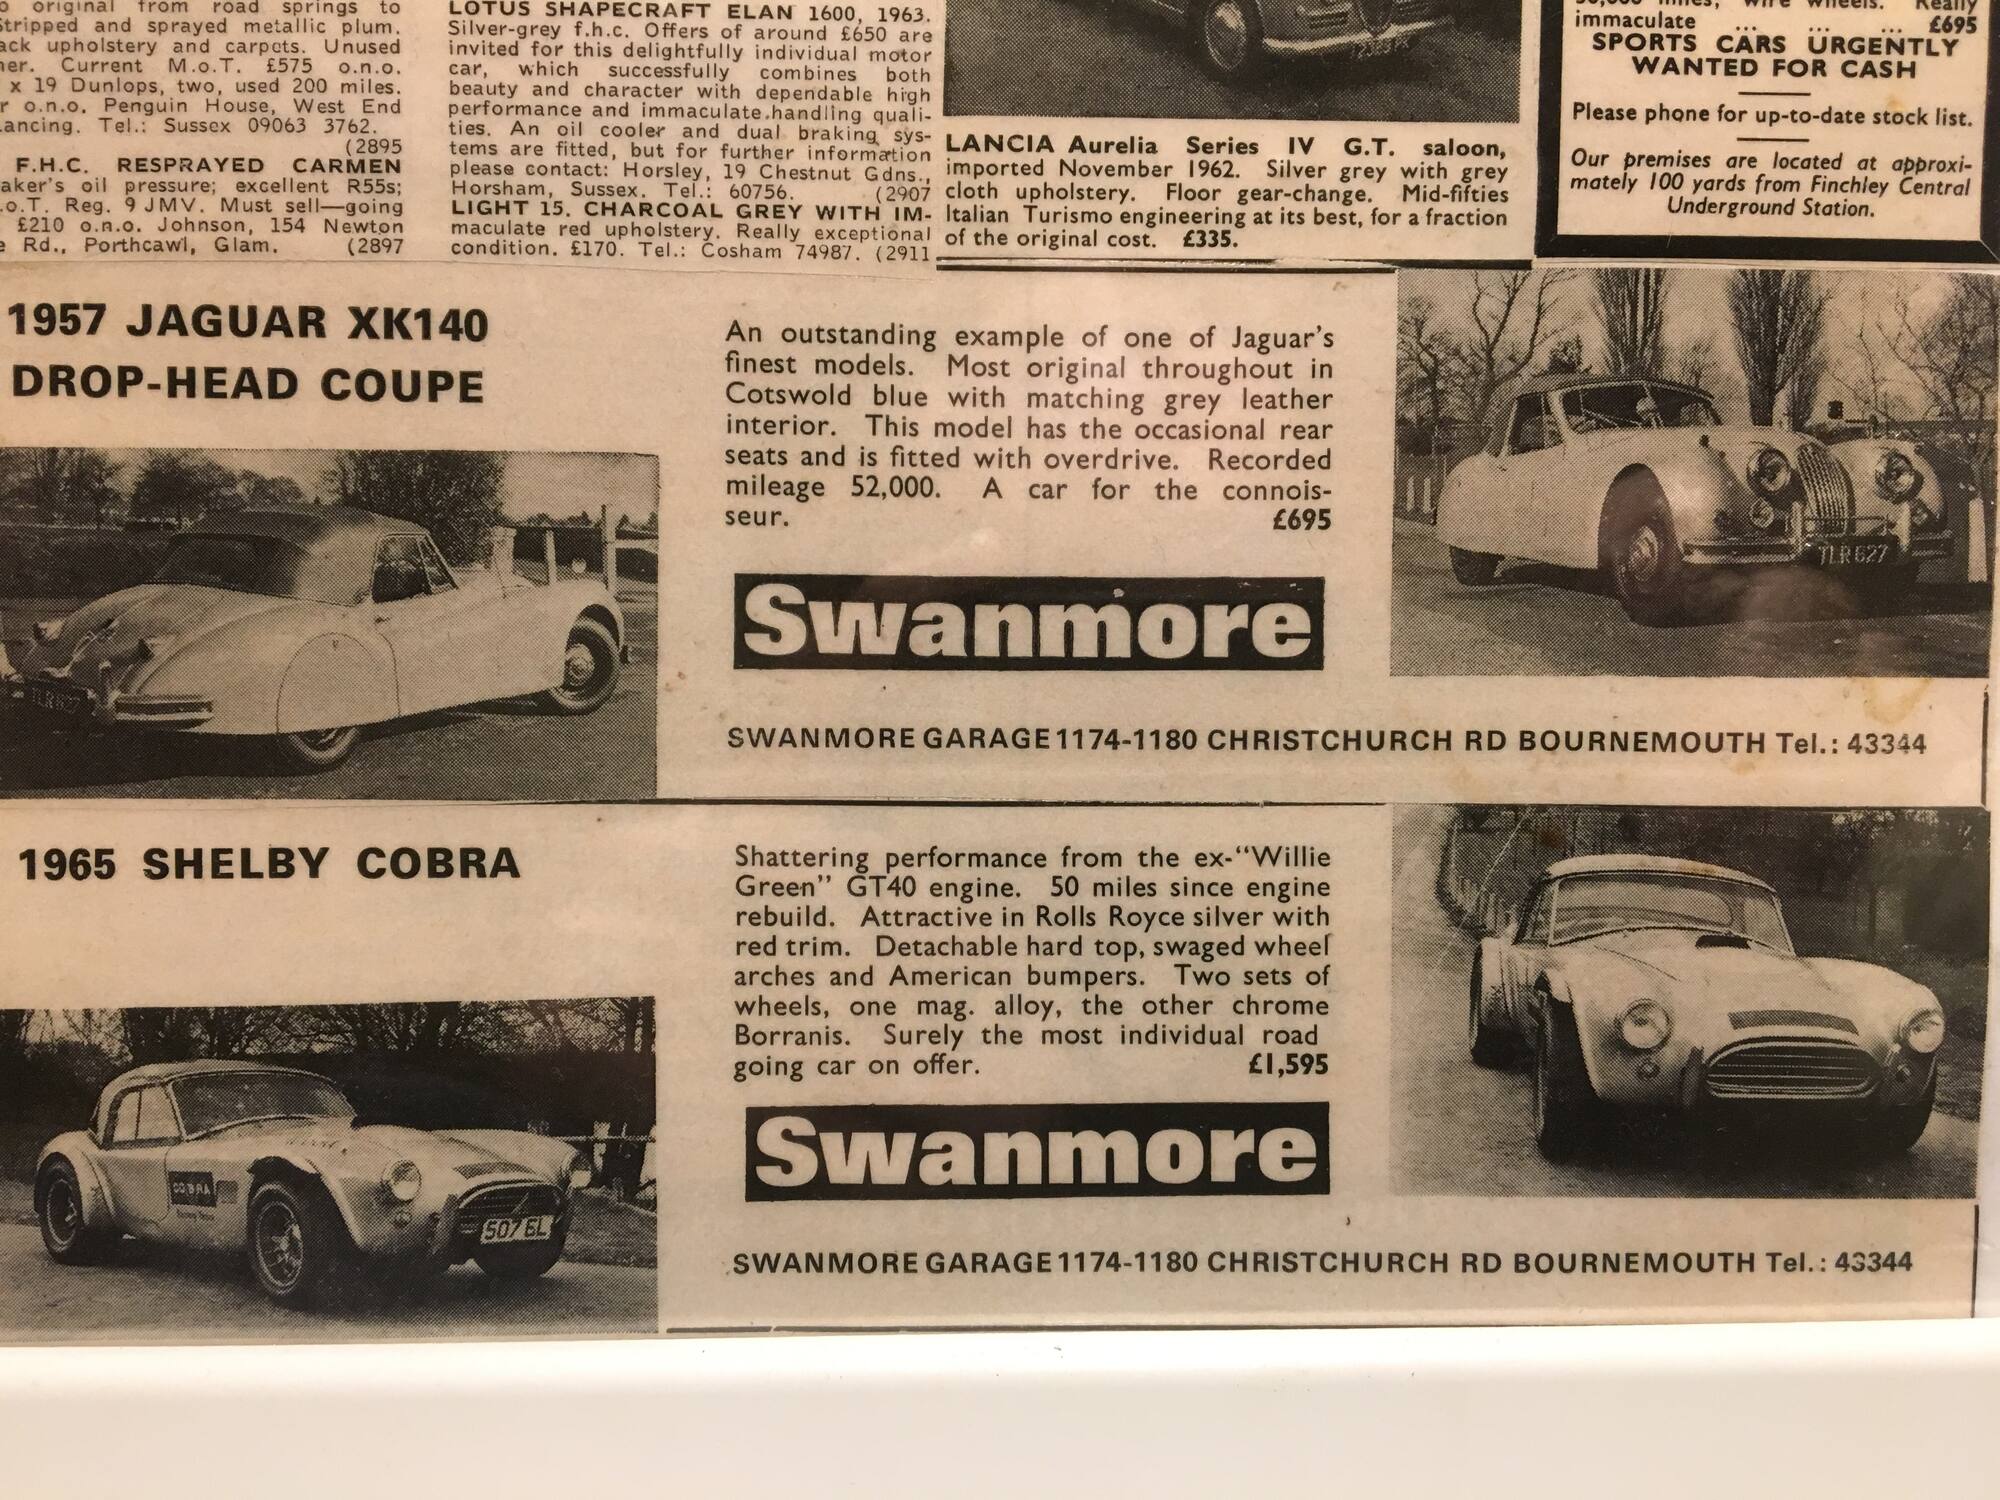 original from road springs to
stripped and sprayed metallic plum.
upholstery and carpets. Unused
Current M.o.T. £575 o.n.o.
x 19 Dunlops, two, used 200 miles.
o.n.o. Penguin House, West End
Lancing. Tel.: Sussex 09063 3762.
(2895
F.H.C. RESPRAYED CARMEN
oil pressure; excellent R55s;
Reg. 9 JMV. Must sell—going
£210 o.n.o. Johnson, 154 Newton
Rd., Porthcawl, Glam. (2897
LOTUS SHAPECRAFT ELAN 1600, 1963.
Silver-grey f.h.c. Offers of around £650 are
invited for this delightfully individual motor
car, which successfully combines both
beauty and character with dependable high
performance and immaculate handling quali-
ties. An oil cooler and dual braking sys-
tems are fitted, but for further information
please contact: Horsley, 19 Chestnut Gdns.,
Horsham, Sussex. Tel.: 60756. (2907
LIGHT 15. CHARCOAL GREY WITH IM-
maculate red upholstery. Really exceptional
condition. £170. Tel.: Cosham 74987. (2911
LANCIA Aurelia Series IV G.T. saloon,
imported November 1962. Silver grey with grey
cloth upholstery. Floor gear-change. Mid-fifties
Italian Turismo engineering at its best, for a fraction
of the original cost. £335.
wire wheels. Really
immaculate ... ... ... £695
SPORTS CARS URGENTLY
WANTED FOR CASH
Please phone for up-to-date stock list.
Our premises are located at approxi-
mately 100 yards from Finchley Central
Underground Station.
1957 JAGUAR XK140
DROP-HEAD COUPE
An outstanding example of one of Jaguar's
finest models. Most original throughout in
Cotswold blue with matching grey leather
interior. This model has the occasional rear
seats and is fitted with overdrive. Recorded
mileage 52,000. A car for the connois-
seur. £695
TLR 627
TLR 627
Swanmore
SWANMORE GARAGE 1174-1180 CHRISTCHURCH RD BOURNEMOUTH Tel.: 43344
1965 SHELBY COBRA
Shattering performance from the ex-"Willie
Green" GT40 engine. 50 miles since engine
rebuild. Attractive in Rolls Royce silver with
red trim. Detachable hard top, swaged wheel
arches and American bumpers. Two sets of
wheels, one mag. alloy, the other chrome
Borranis. Surely the most individual road
going car on offer. £1,595
COBRA
507 EL
Swanmore
SWANMORE GARAGE 1174-1180 CHRISTCHURCH RD BOURNEMOUTH Tel.: 43344